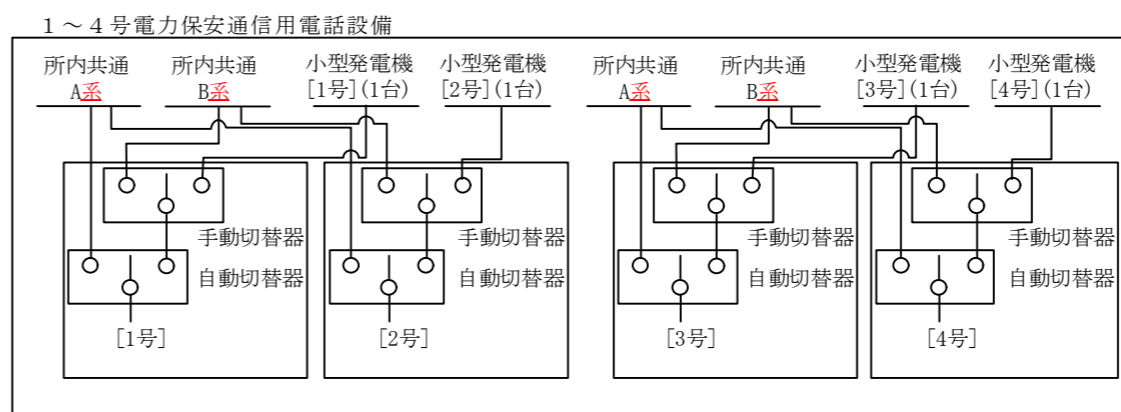 １～４号電力保安通信用電話設備
所内共通 所内共通 小型発電機 小型発電機 所内共通 所内共通 小型発電機 小型発電機
A系 B系 [1号](1台) [2号](1台) A系 B系 [3号](1台) [4号](1台)
手動切替器 手動切替器 手動切替器 手動切替器
自動切替器 自動切替器 自動切替器 自動切替器
[1号] [2号] [3号] [4号]